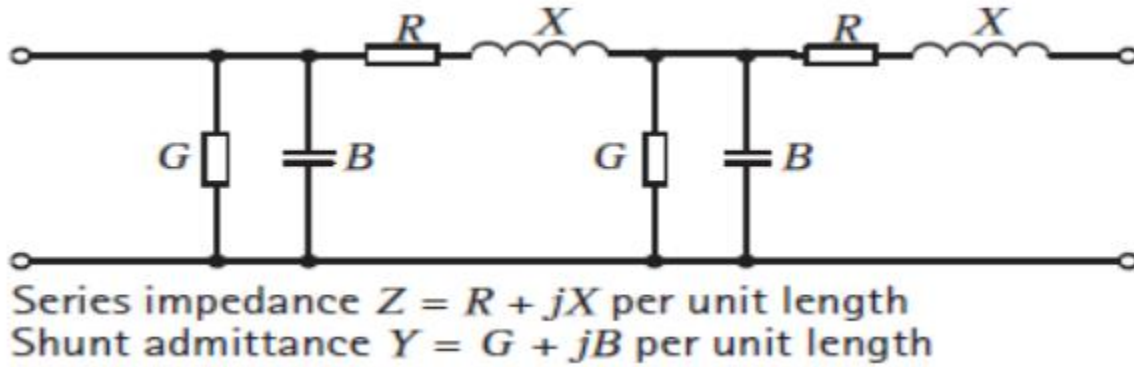 R X R X
G B G B
Series impedance Z = R + jX per unit length
Shunt admittance Y = G + jB per unit length